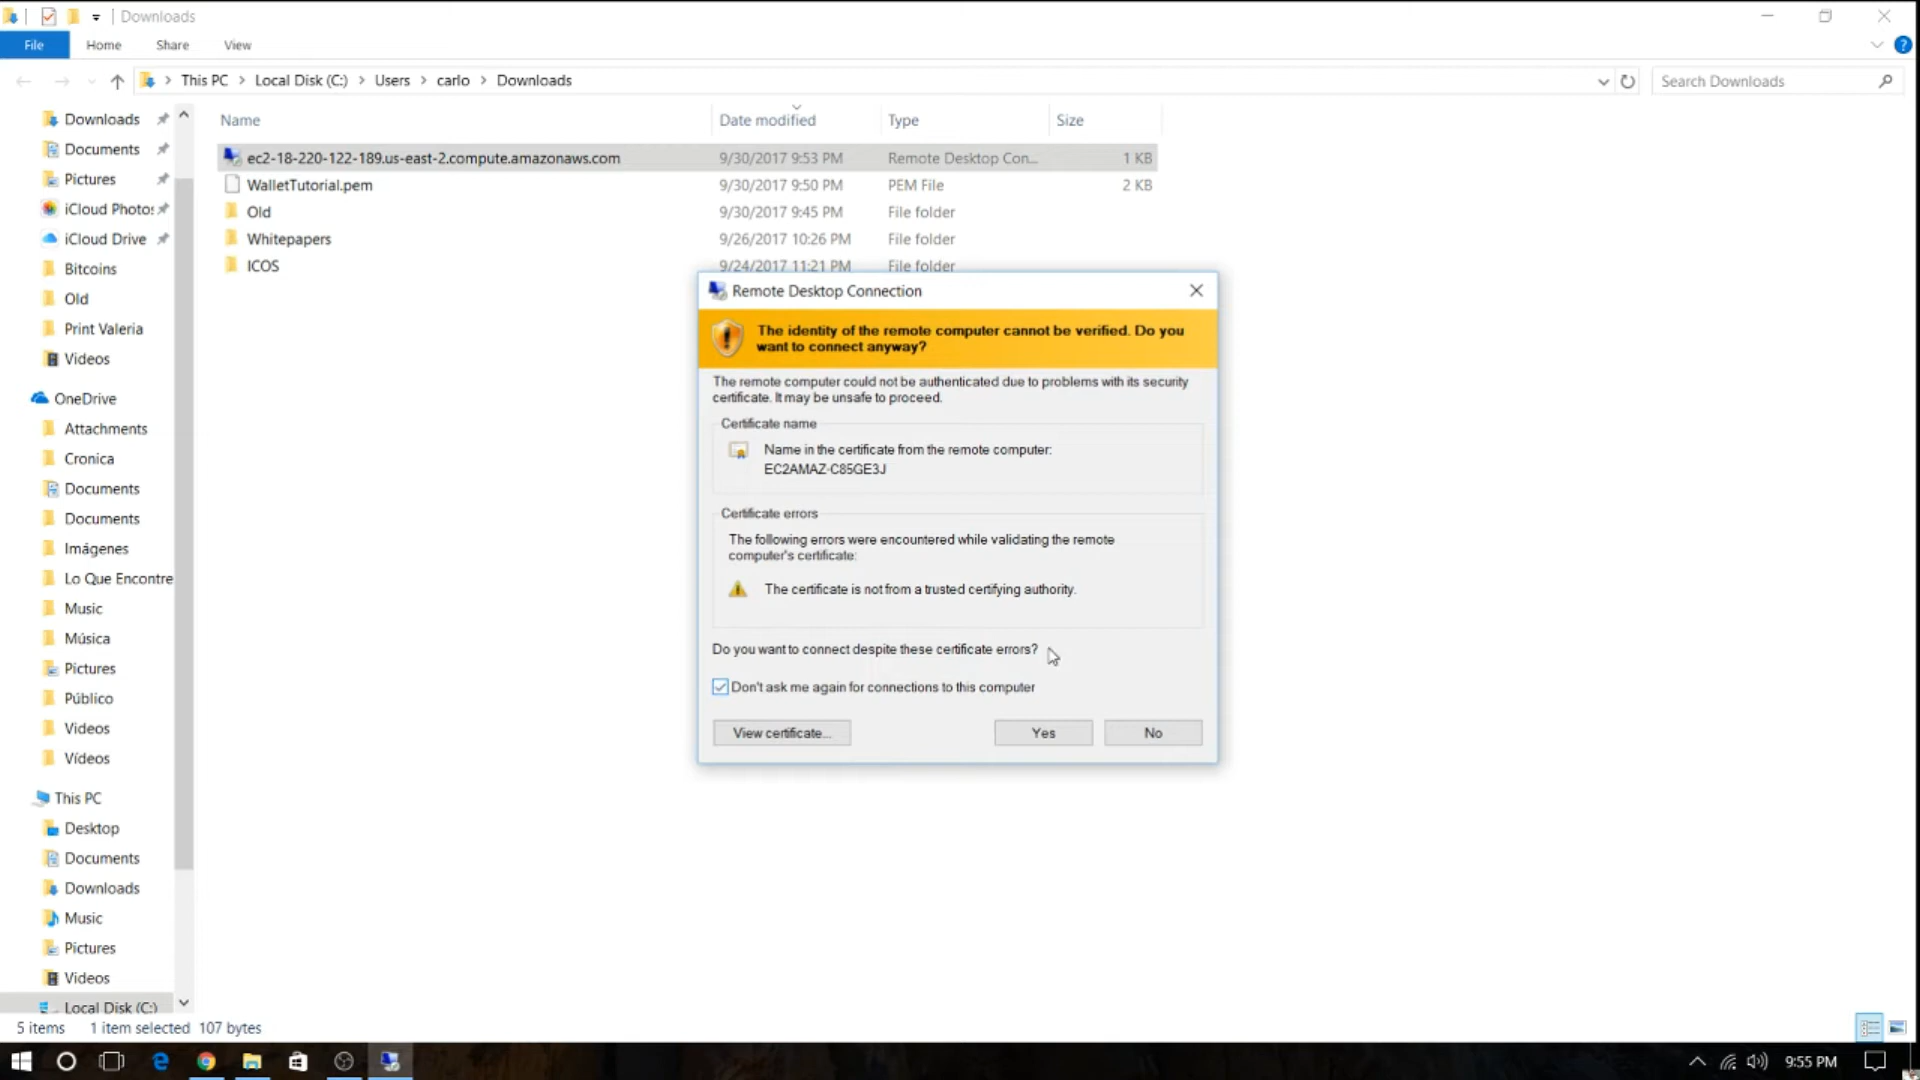 Downloads
File
Home
Share
View
?
This PC > Local Disk (C:) > Users > carlo > Downloads
Search Downloads
Name
Date modified
Type
Size
ec2-18-220-122-189.us-east-2.compute.amazonaws.com
9/30/2017 9:53 PM
Remote Desktop Con...
1 KB
WalletTutorial.pem
9/30/2017 9:50 PM
PEM File
2 KB
Old
9/30/2017 9:45 PM
File folder
Whitepapers
9/26/2017 10:26 PM
File folder
ICOS
9/24/2017 11:21 PM
File folder
Downloads
Documents
Pictures
iCloud Photos
iCloud Drive
Bitcoins
Old
Print Valeria
Videos
OneDrive
Attachments
Cronica
Documents
Documents
Imágenes
Lo Que Encontre
Music
Música
Pictures
Público
Videos
Vídeos
This PC
Desktop
Documents
Downloads
Music
Pictures
Videos
Local Disk (C:)
Remote Desktop Connection
The identity of the remote computer cannot be verified. Do you
want to connect anyway?
The remote computer could not be authenticated due to problems with its security
certificate. It may be unsafe to proceed.
Certificate name
Name in the certificate from the remote computer:
EC2AMAZ-C85GE3J
Certificate errors
The following errors were encountered while validating the remote
computer's certificate:
The certificate is not from a trusted certifying authority.
Do you want to connect despite these certificate errors?
Don't ask me again for connections to this computer
View certificate...
Yes
No
5 items
1 item selected 107 bytes
9:55 PM